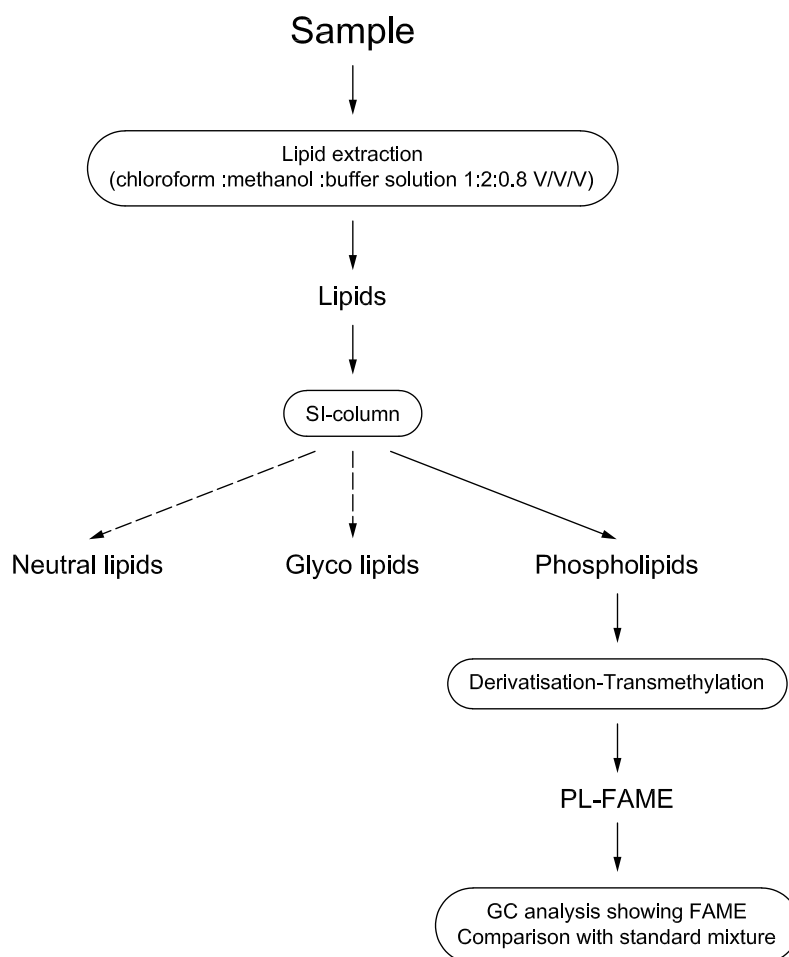 Sample
Lipid extraction
(chloroform :methanol :buffer solution 1:2:0.8 V/V/V)
Lipids
SI-column
Neutral lipids
Glyco lipids
Phospholipids
Derivatisation-Transmethylation
PL-FAME
GC analysis showing FAME
Comparison with standard mixture